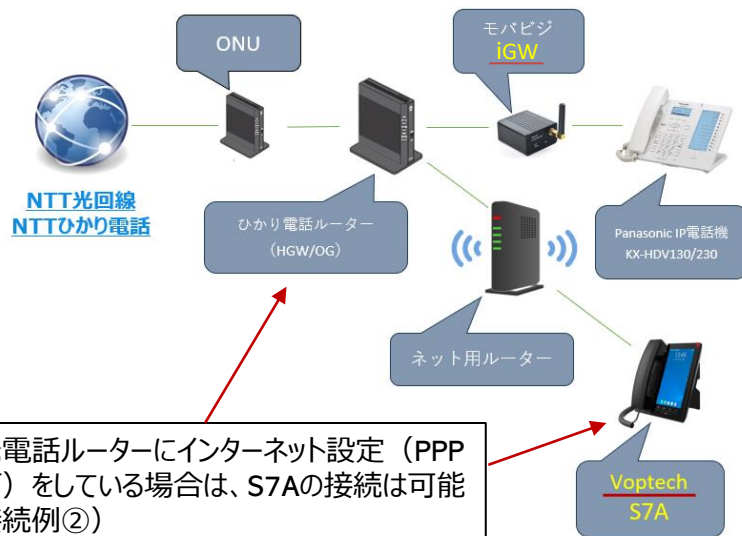 ONU
モバビジ
iGW
NTT光回線
NTTひかり電話
ひかり電話ルーター
（HGW/OG）
Panasonic IP電話機
KX-HDV130/230
ネット用ルーター
電話ルーターにインターネット設定（PPP
）をしている場合は、S7Aの接続は可能
接続例②）
Voptech
S7A